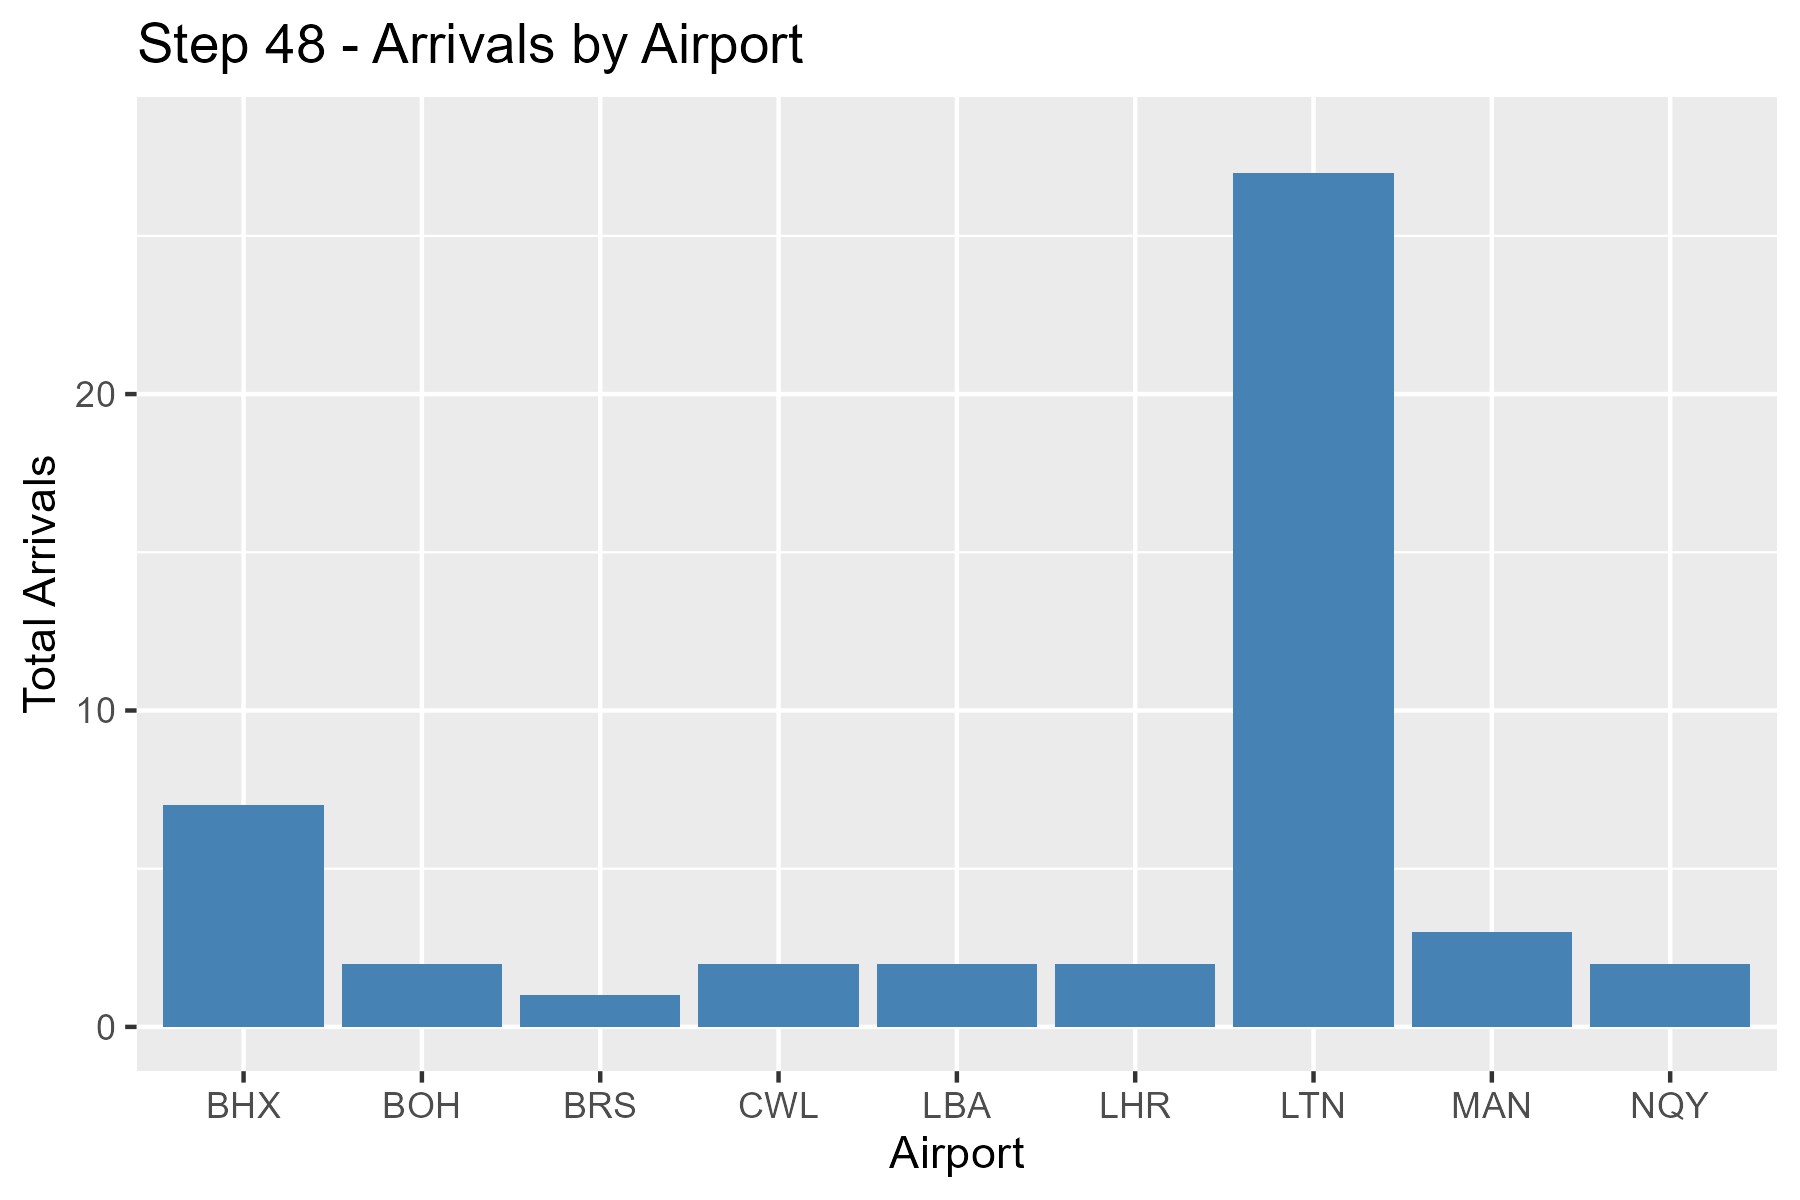 Step 48 - Arrivals by Airport
Total Arrivals
20
10
0
BHX BOH BRS CWL LBA LHR LTN MAN NQY
Airport